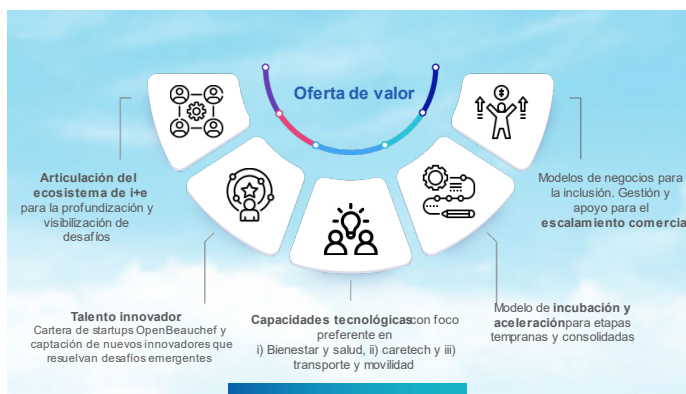 Oferta de valor
Articulación del
ecosistema de i+e
para la profundización y
visibilización de
desafíos
Talento innovador
Cartera de startups OpenBeauchef y
captación de nuevos innovadores que
resuelvan desafíos emergentes
Capacidades tecnológicas con foco
preferente en
i) Bienestar y salud, ii) caretech y iii)
transporte y movilidad
Modelo de incubación y
aceleración para etapas
tempranas y consolidadas
Modelos de negocios para
la inclusión. Gestión y
apoyo para el
escalamiento comercia